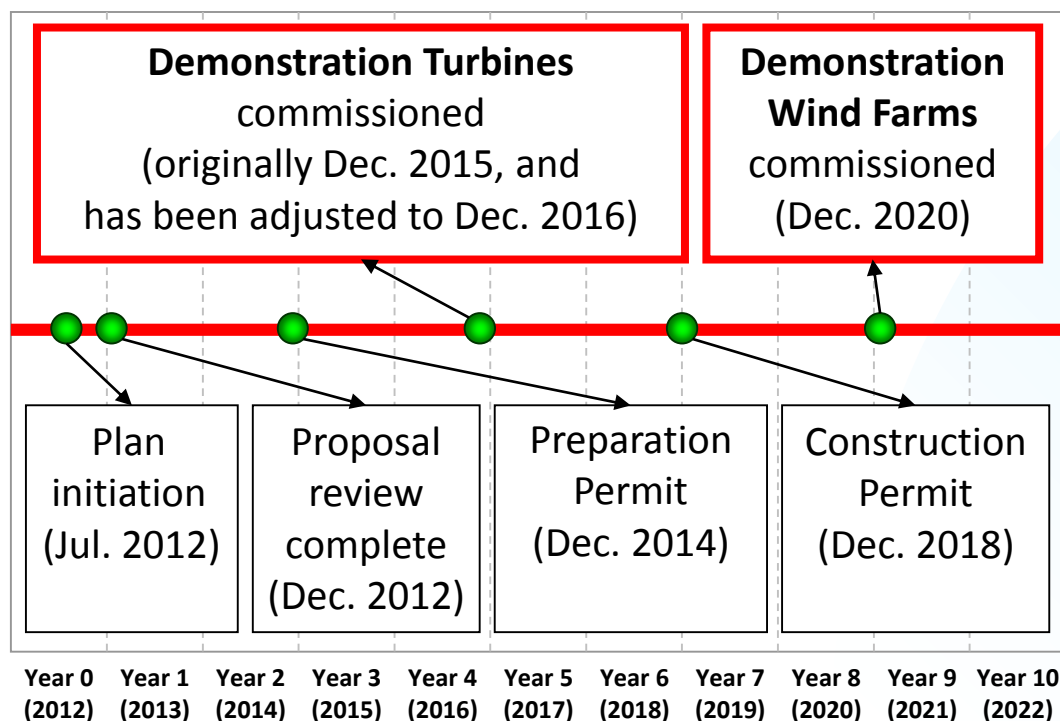 Demonstration Turbines
commissioned
(originally Dec. 2015, and
has been adjusted to Dec. 2016)
Demonstration
Wind Farms
commissioned
(Dec. 2020)
Plan
initiation
(Jul. 2012)
Proposal
review
complete
(Dec. 2012)
Preparation
Permit
(Dec. 2014)
Construction
Permit
(Dec. 2018)
Year 0 Year 1 Year 2 Year 3 Year 4 Year 5 Year 6 Year 7 Year 8 Year 9 Year 10
(2012) (2013) (2014) (2015) (2016) (2017) (2018) (2019) (2020) (2021) (2022)